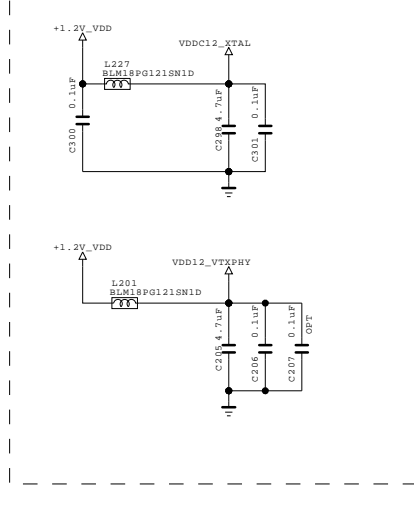 +1.2V_VDD
VDDC12_XTAL
L227
BLM18PG121SN1D
C300 0.1uF
C298 4.7uF
C301 0.1uF
+1.2V_VDD
VDD12_VTXPHY
L201
BLM18PG121SN1D
C205 4.7uF
C206 0.1uF
C207 0.1uF
OPT